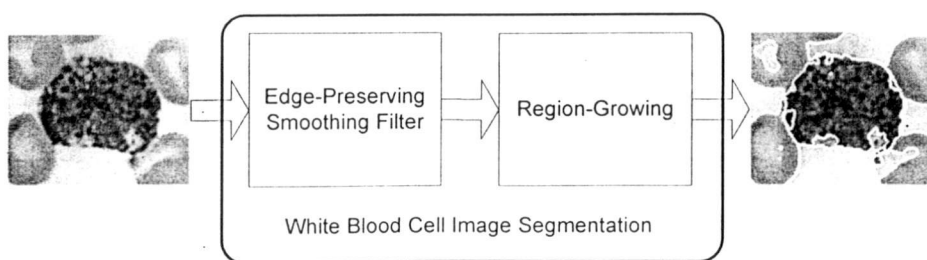 Edge-Preserving
Smoothing Filter
Region-Growing
White Blood Cell Image Segmentation